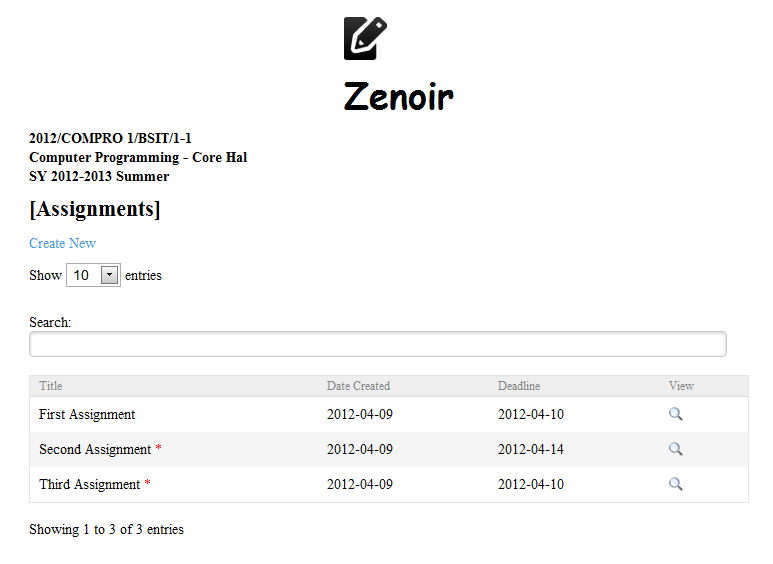 Zenoir
2012/COMPRO 1/BSIT/1-1
Computer Programming - Core Hal
SY 2012-2013 Summer
[Assignments]
Create New
Show 10 entries
Search:
Title Date Created Deadline View
First Assignment 2012-04-09 2012-04-10
Second Assignment * 2012-04-09 2012-04-14
Third Assignment * 2012-04-09 2012-04-10
Showing 1 to 3 of 3 entries